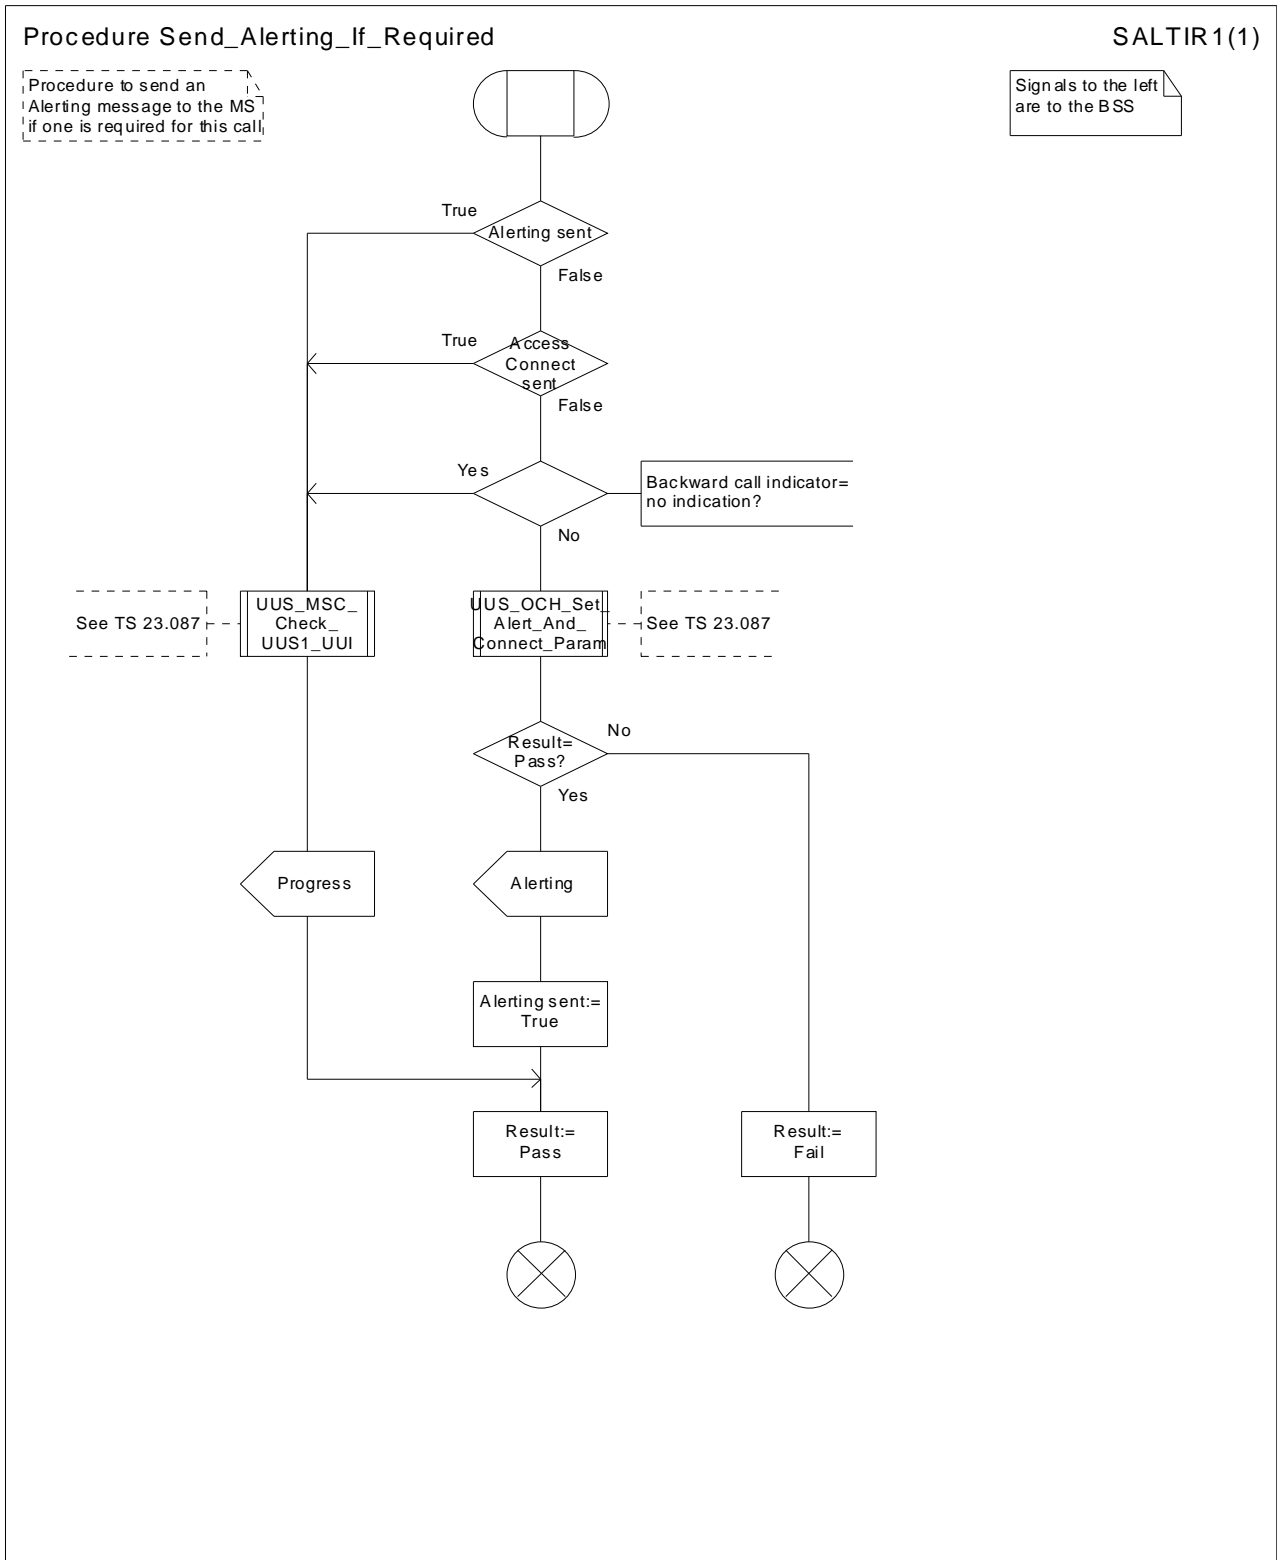 Procedure Send_Alerting_If_Required
SALTIR1(1)
Procedure to send an
Alerting message to the MS
if one is required for this call
Signals to the left
are to the BSS
True
Alerting sent
False
True
Access
Connect
sent
False
Yes
Backward call indicator=
no indication?
No
See TS 23.087
UUS_MSC_
Check_
UUS1_UUI
UUS_OCH_Set_
Alert_And_
Connect_Param
See TS 23.087
Result=
Pass?
No
Yes
Progress
Alerting
Alerting sent:=
True
Result:=
Pass
Result:=
Fail